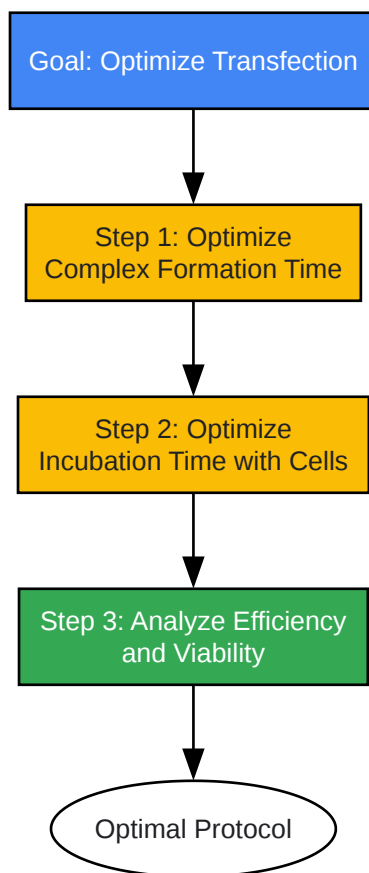 Goal: Optimize Transfection
Step 1: Optimize
Complex Formation Time
Step 2: Optimize
Incubation Time with Cells
Step 3: Analyze Efficiency
and Viability
Optimal Protocol